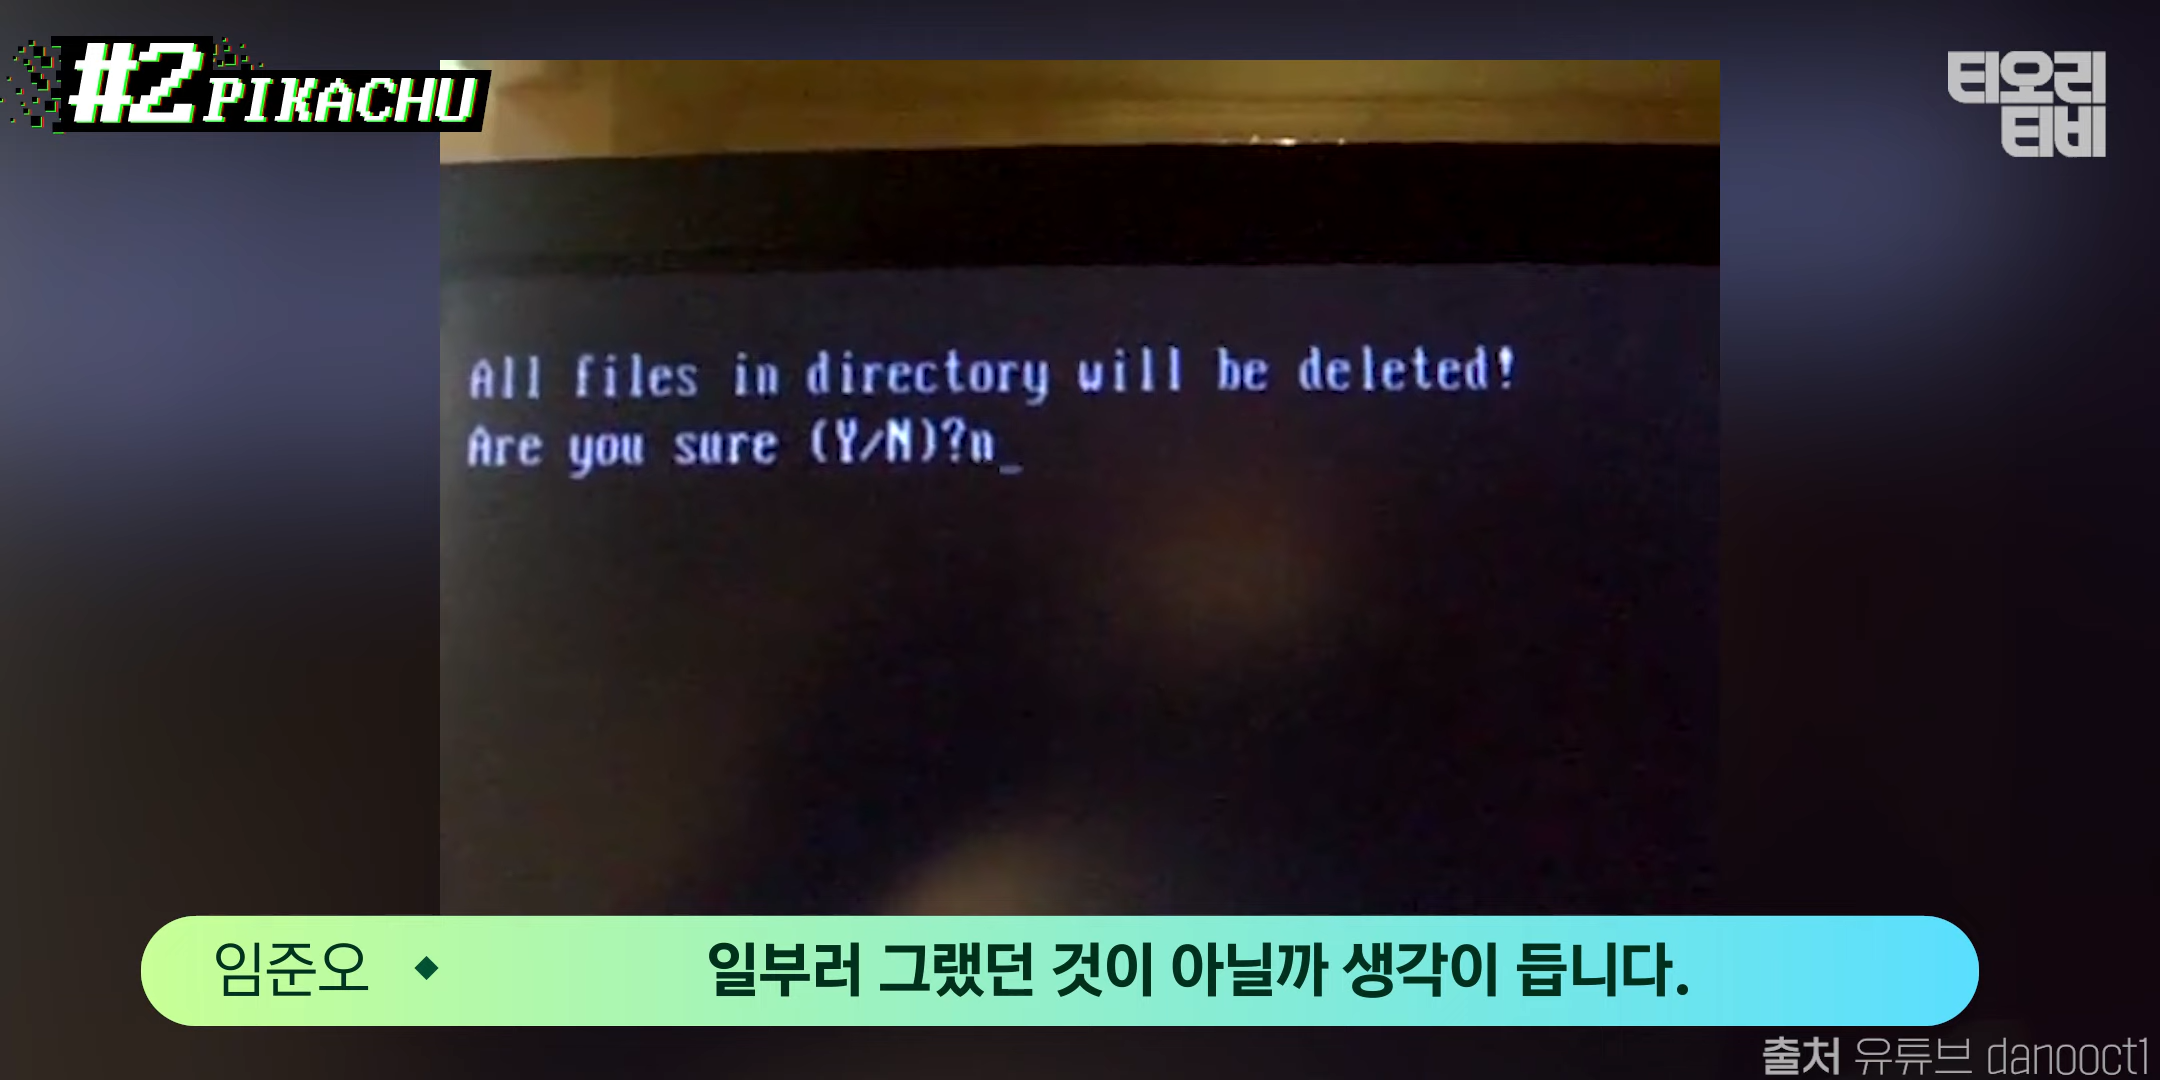 #2 PIKACHU
티오리
티비
All files in directory will be deleted!
Are you sure (Y/N)?n_
임준오 ◆ 일부러 그랬던 것이 아닐까 생각이 듭니다.
출처 유튜브 danooct1